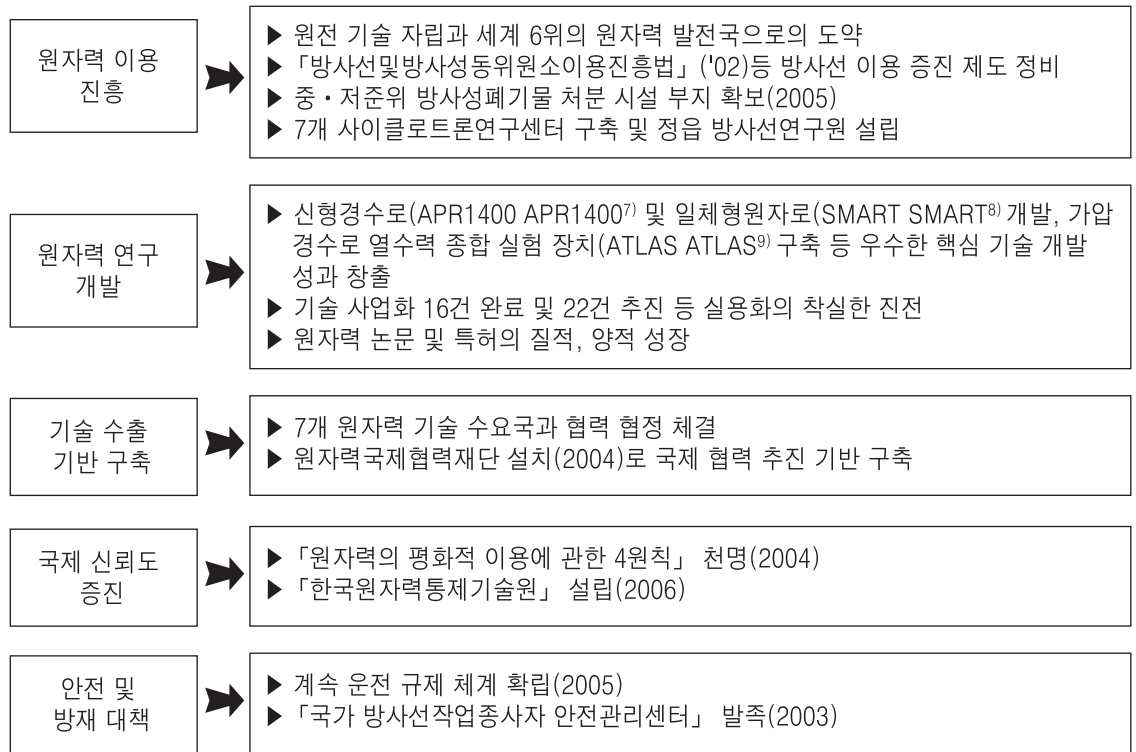 원자력 이용
진흥
▶ 원전 기술 자립과 세계 6위의 원자력 발전국으로의 도약
▶ 「방사선및방사성동위원소이용진흥법」('02)등 방사선 이용 증진 제도 정비
▶ 중・저준위 방사성폐기물 처분 시설 부지 확보(2005)
▶ 7개 사이클로트론연구센터 구축 및 정읍 방사선연구원 설립
원자력 연구
개발
▶ 신형경수로(APR1400 APR1400⁷⁾ 및 일체형원자로(SMART SMART⁸⁾ 개발, 가압
경수로 열수력 종합 실험 장치(ATLAS ATLAS⁹⁾ 구축 등 우수한 핵심 기술 개발
성과 창출
▶ 기술 사업화 16건 완료 및 22건 추진 등 실용화의 착실한 진전
▶ 원자력 논문 및 특허의 질적, 양적 성장
기술 수출
기반 구축
▶ 7개 원자력 기술 수요국과 협력 협정 체결
▶ 원자력국제협력재단 설치(2004)로 국제 협력 추진 기반 구축
국제 신뢰도
증진
▶ 「원자력의 평화적 이용에 관한 4원칙」 천명(2004)
▶ 「한국원자력통제기술원」 설립(2006)
안전 및
방재 대책
▶ 계속 운전 규제 체계 확립(2005)
▶ 「국가 방사선작업종사자 안전관리센터」 발족(2003)